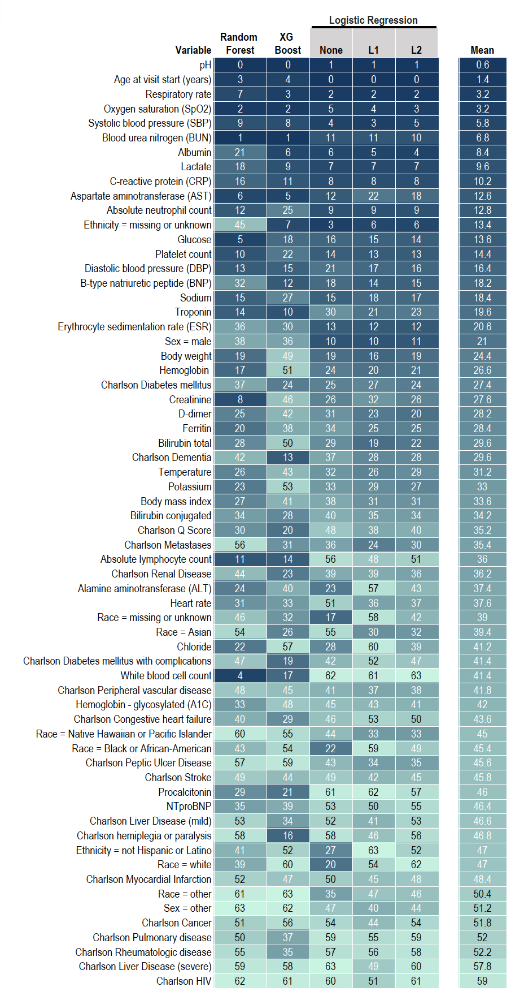 Logistic Regression
Random XG
Variable Forest Boost None L1 L2 Mean
pH 0 0 1 1 1 0.6
Age at visit start (years) 3 4 0 0 0 1.4
Respiratory rate 7 3 2 2 2 3.2
Oxygen saturation (SpO2) 2 2 5 4 3 3.2
Systolic blood pressure (SBP) 9 8 4 3 5 5.8
Blood urea nitrogen (BUN) 1 1 11 11 10 6.8
Albumin 21 6 6 5 4 8.4
Lactate 18 9 7 7 7 9.6
C-reactive protein (CRP) 16 11 8 8 8 10.2
Aspartate aminotransferase (AST) 6 5 12 22 18 12.6
Absolute neutrophil count 12 25 9 9 9 12.8
Ethnicity = missing or unknown 45 7 3 6 6 13.4
Glucose 5 18 16 15 14 13.6
Platelet count 10 22 14 13 13 14.4
Diastolic blood pressure (DBP) 13 15 21 17 16 16.4
B-type natriuretic peptide (BNP) 32 12 18 14 15 18.2
Sodium 15 27 15 18 17 18.4
Troponin 14 10 30 21 23 19.6
Erythrocyte sedimentation rate (ESR) 36 30 13 12 12 20.6
Sex = male 38 36 10 10 11 21
Body weight 19 49 19 16 19 24.4
Hemoglobin 17 51 24 20 21 26.6
Charlson Diabetes mellitus 37 24 25 27 24 27.4
Creatinine 8 46 26 32 26 27.6
D-dimer 25 42 31 23 20 28.2
Ferritin 20 38 34 25 25 28.4
Bilirubin total 28 50 29 19 22 29.6
Charlson Dementia 42 13 37 28 28 29.6
Temperature 26 43 32 26 29 31.2
Potassium 23 53 33 29 27 33
Body mass index 27 41 38 31 31 33.6
Bilirubin conjugated 34 28 40 35 34 34.2
Charlson Q Score 30 20 48 38 40 35.2
Charlson Metastases 56 31 36 24 30 35.4
Absolute lymphocyte count 11 14 56 48 51 36
Charlson Renal Disease 44 23 39 39 36 36.2
Alamine aminotransferase (ALT) 24 40 23 57 43 37.4
Heart rate 31 33 51 36 37 37.6
Race = missing or unknown 46 32 17 58 42 39
Race = Asian 54 26 55 30 32 39.4
Chloride 22 57 28 60 39 41.2
Charlson Diabetes mellitus with complications 47 19 42 52 47 41.4
White blood cell count 4 17 62 61 63 41.4
Charlson Peripheral vascular disease 48 45 41 37 38 41.8
Hemoglobin - glycosylated (A1C) 33 48 45 43 41 42
Charlson Congestive heart failure 40 29 46 53 50 43.6
Race = Native Hawaiian or Pacific Islander 60 55 44 33 33 45
Race = Black or African-American 43 54 22 59 49 45.4
Charlson Peptic Ulcer Disease 57 59 43 34 35 45.6
Charlson Stroke 49 44 49 42 45 45.8
Procalcitonin 29 21 61 62 57 46
NTproBNP 35 39 53 50 55 46.4
Charlson Liver Disease (mild) 53 34 52 41 53 46.6
Charlson hemiplegia or paralysis 58 16 58 46 56 46.8
Ethnicity = not Hispanic or Latino 41 52 27 63 52 47
Race = white 39 60 20 54 62 47
Charlson Myocardial Infarction 52 47 50 45 48 48.4
Race = other 61 63 35 47 46 50.4
Sex = other 63 62 47 40 44 51.2
Charlson Cancer 51 56 54 44 54 51.8
Charlson Pulmonary disease 50 37 59 55 59 52
Charlson Rheumatologic disease 55 35 57 56 58 52.2
Charlson Liver Disease (severe) 59 58 63 49 60 57.8
Charlson HIV 62 61 60 51 61 59